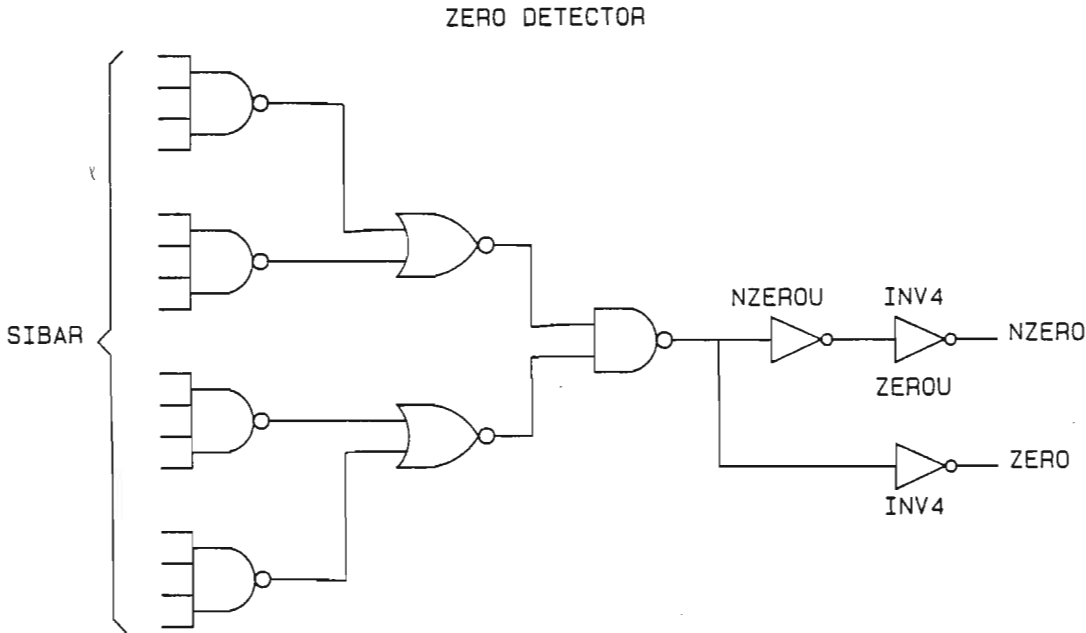 ZERO DETECTOR
NZEROU
INV4
SIBAR
NZERO
ZEROU
ZERO
INV4